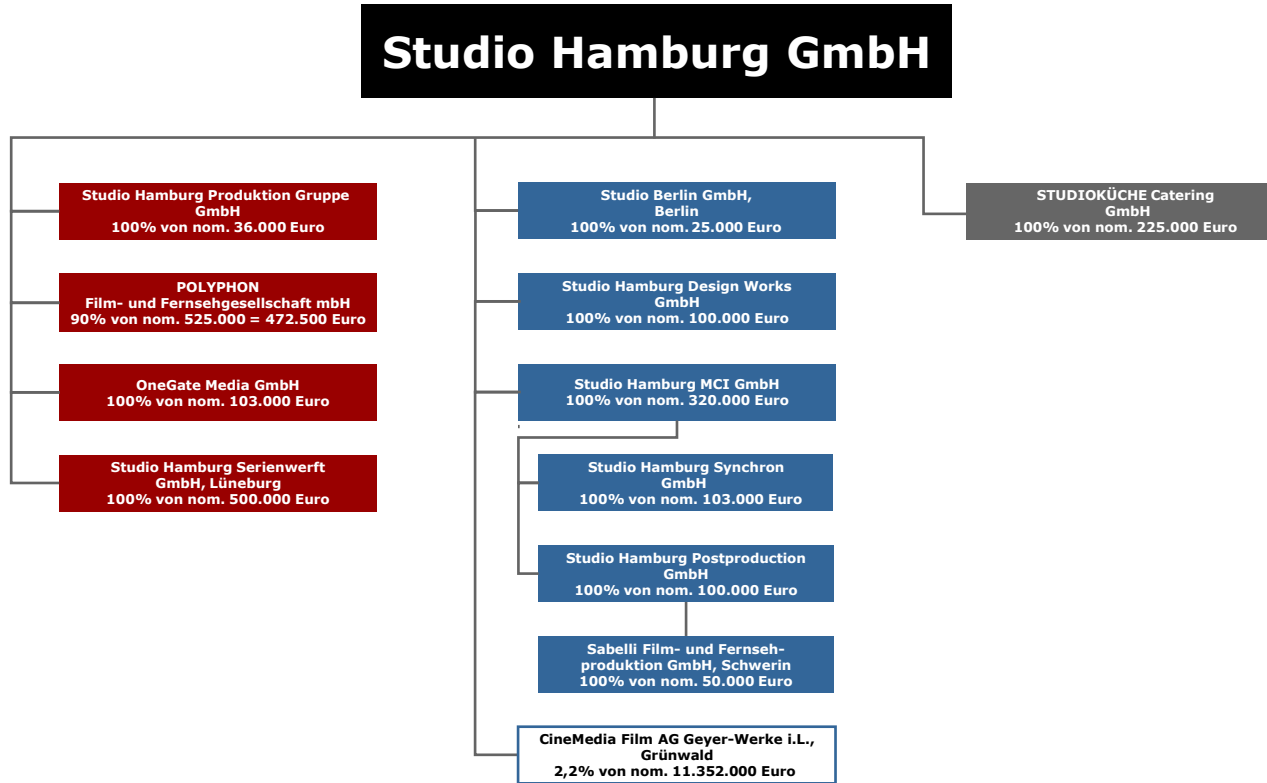 Studio Hamburg GmbH
Studio Hamburg Produktion Gruppe
GmbH
100% von nom. 36.000 Euro
POLYPHON
Film- und Fernsehgesellschaft mbH
90% von nom. 525.000 = 472.500 Euro
OneGate Media GmbH
100% von nom. 103.000 Euro
Studio Hamburg Serienwerft
GmbH, Lüneburg
100% von nom. 500.000 Euro
Studio Berlin GmbH,
Berlin
100% von nom. 25.000 Euro
Studio Hamburg Design Works
GmbH
100% von nom. 100.000 Euro
Studio Hamburg MCI GmbH
100% von nom. 320.000 Euro
Studio Hamburg Synchron
GmbH
100% von nom. 103.000 Euro
Studio Hamburg Postproduction
GmbH
100% von nom. 100.000 Euro
Sabelli Film- und Fernseh-
produktion GmbH, Schwerin
100% von nom. 50.000 Euro
CineMedia Film AG Geyer-Werke i.L.,
Grünwald
2,2% von nom. 11.352.000 Euro
STUDIOKÜCHE Catering
GmbH
100% von nom. 225.000 Euro